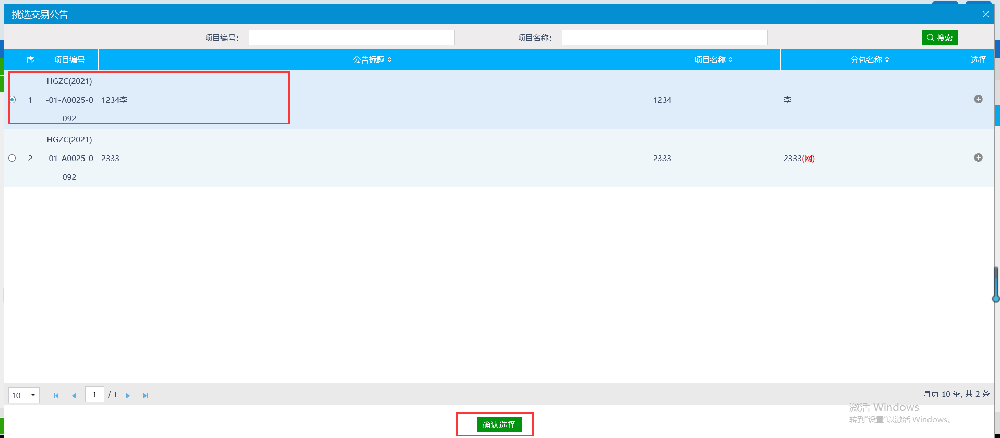 挑选交易公告
项目编号：
项目名称：
搜索
序 项目编号 公告标题 项目名称 分包名称 选择
HGZC(2021)
1 -01-A0025-0 1234李 1234 李
092
HGZC(2021)
2 -01-A0025-0 2333 2333 2333(网)
092
10 1 / 1 每页 10 条, 共 2 条
激活 Windows
转到"设置"以激活 Windows。
确认选择